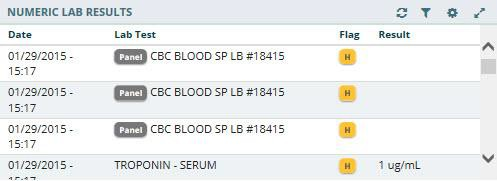 NUMERIC LAB RESULTS
Date Lab Test Flag Result
01/29/2015 - Panel CBC BLOOD SP LB #18415 H
15:17
01/29/2015 - Panel CBC BLOOD SP LB #18415 H
15:17
01/29/2015 - Panel CBC BLOOD SP LB #18415 H
15:17
01/29/2015 - TROPONIN - SERUM H 1 ug/mL